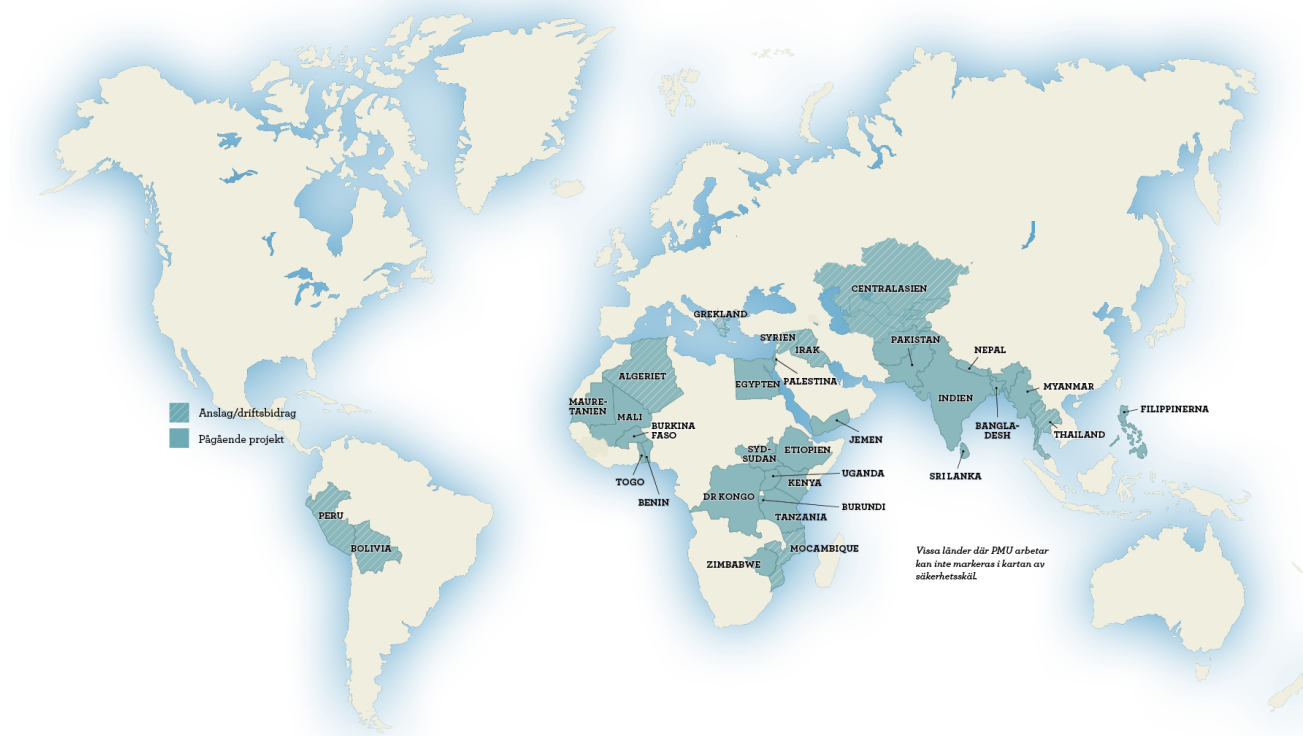 CENTRALASIEN
GREKLAND
SYRIEN
IRAK
PAKISTAN
NEPAL
ALGERIET
EGYPTEN
PALESTINA
INDIEN
MYANMAR
MAURE-
TANIEN
MALI
BURKINA
FASO
FILIPPINERNA
BANGLA-
DESH
THAILAND
JEMEN
SYD-
SUDAN
ETIOPIEN
TOGO
BENIN
UGANDA
KENYA
SRI LANKA
DR KONGO
BURUNDI
TANZANIA
MOCAMBIQUE
ZIMBABWE
PERU
BOLIVIA
Anslag/driftsbidrag
Pågående projekt
Vissa länder där PMU arbetar
kan inte markeras i kartan av
säkerhetsskäl.